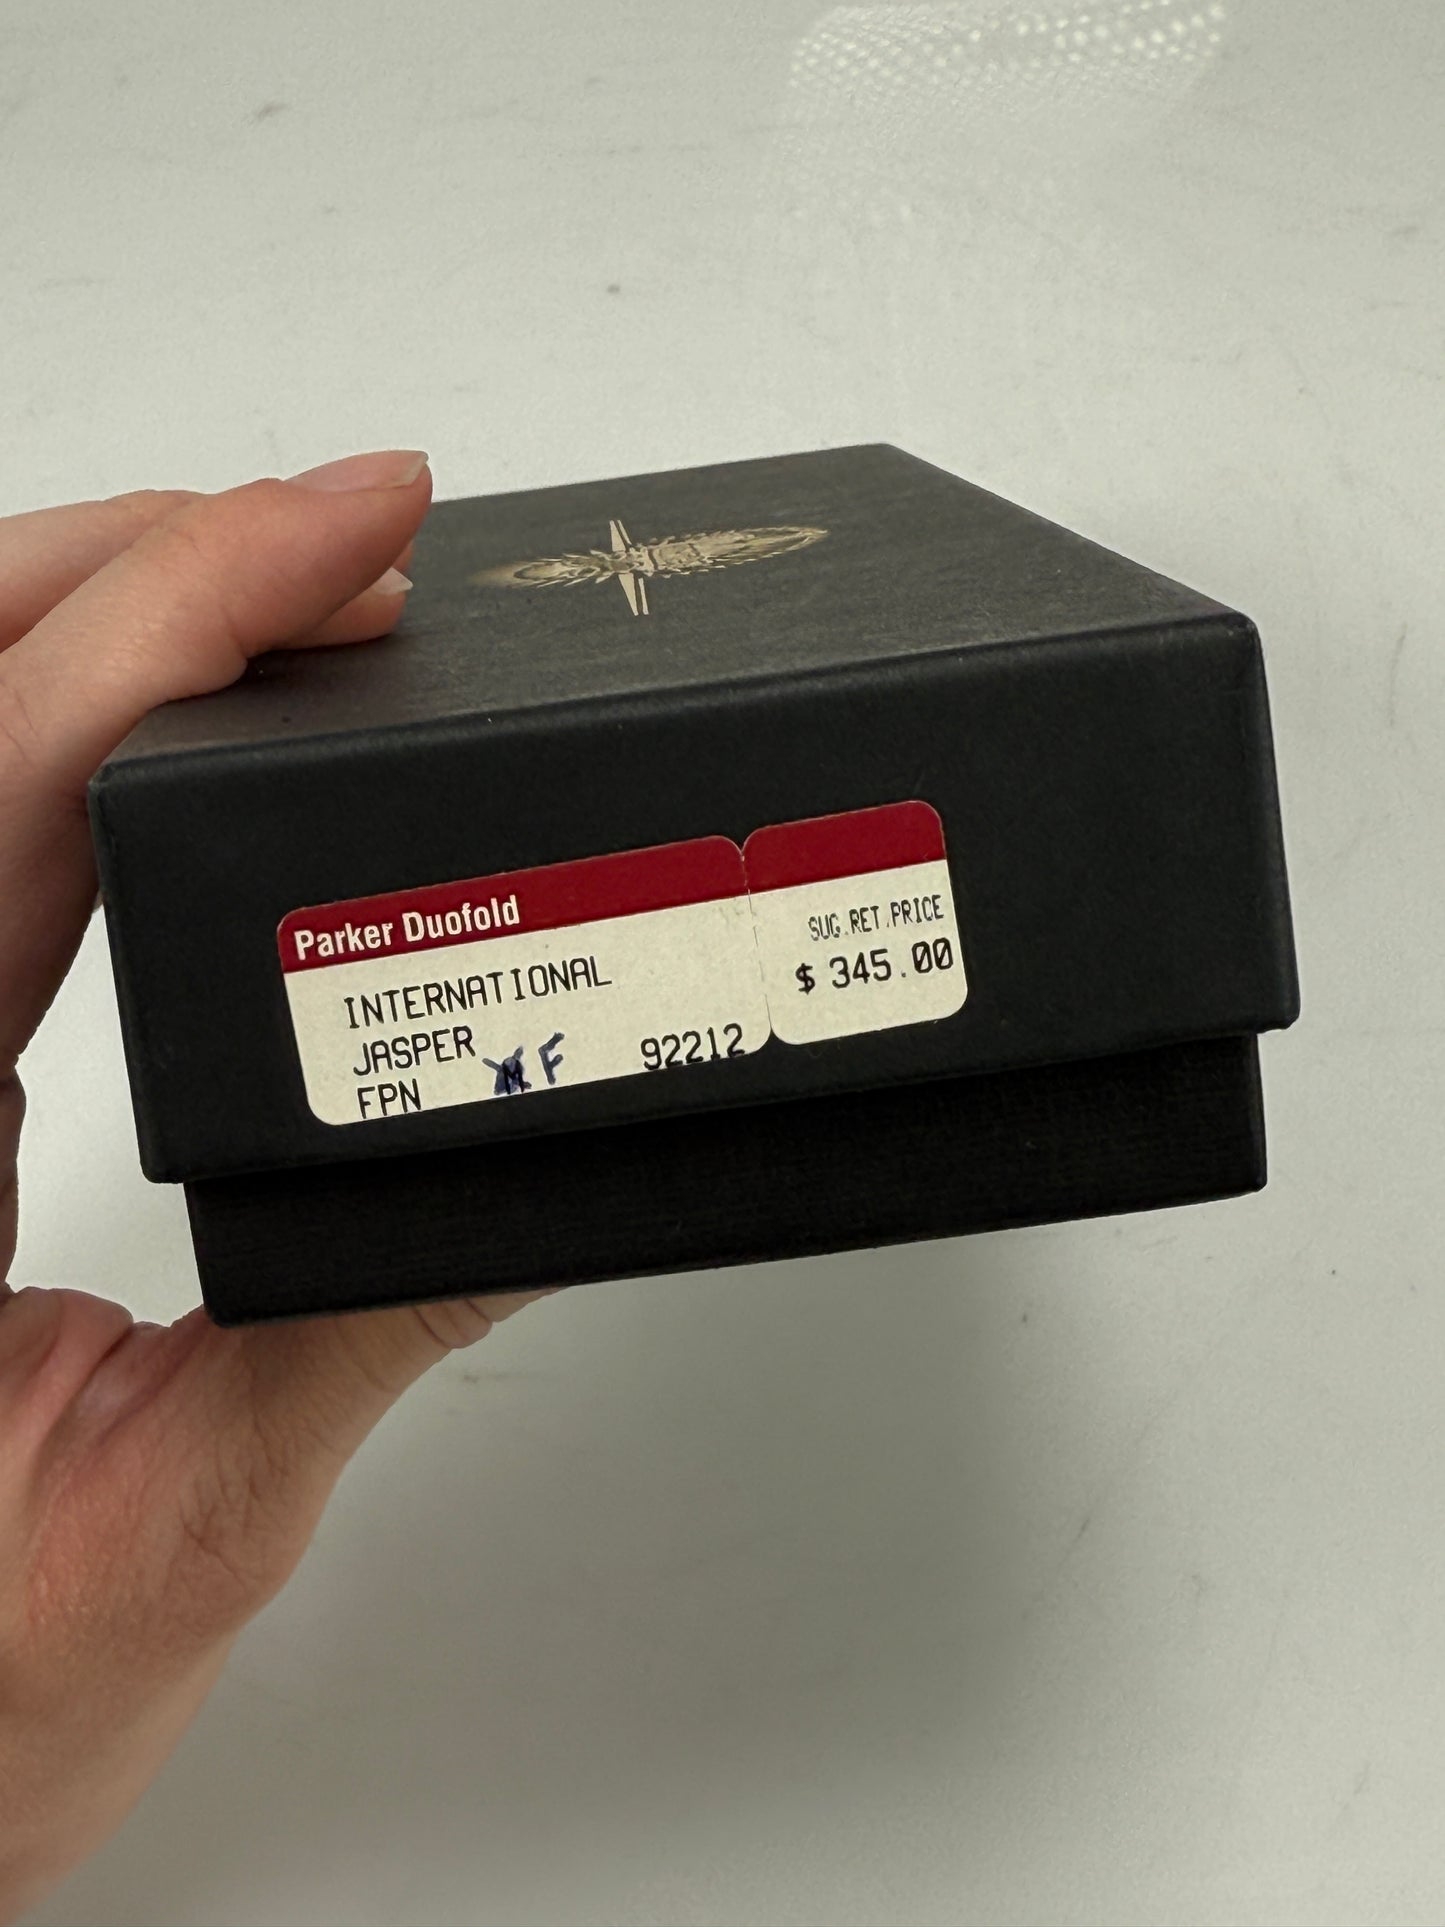 Parker Duofold
INTERNATIONAL
JASPER
FPN M F 92212
SUG.RET.PRICE
$ 345.00